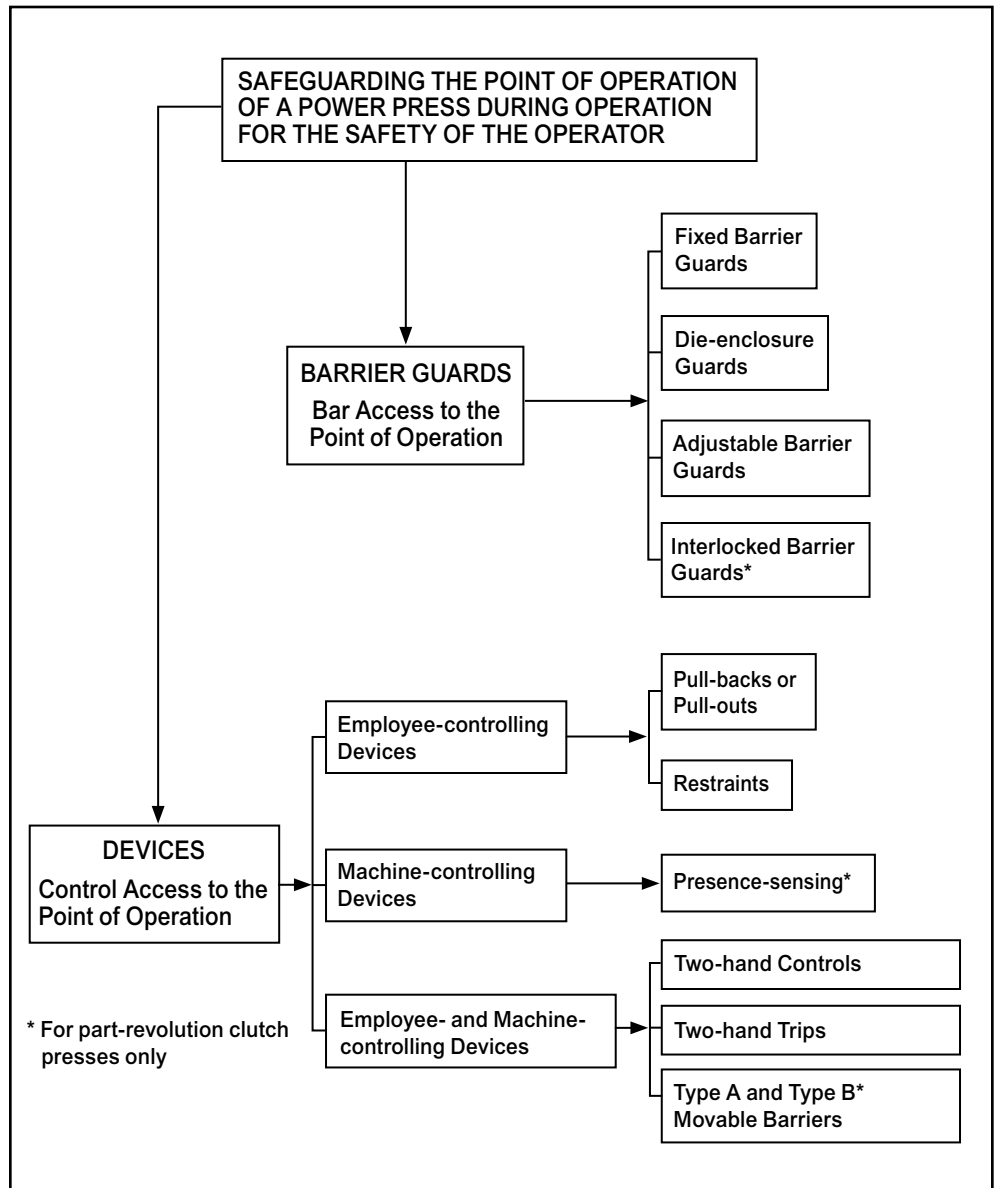 SAFEGUARDING THE POINT OF OPERATION
OF A POWER PRESS DURING OPERATION
FOR THE SAFETY OF THE OPERATOR
BARRIER GUARDS
Bar Access to the
Point of Operation
Fixed Barrier
Guards
Die-enclosure
Guards
Adjustable Barrier
Guards
Interlocked Barrier
Guards*
DEVICES
Control Access to the
Point of Operation
Employee-controlling
Devices
Pull-backs or
Pull-outs
Restraints
Machine-controlling
Devices
Presence-sensing*
Employee- and Machine-
controlling Devices
Two-hand Controls
Two-hand Trips
Type A and Type B*
Movable Barriers
* For part-revolution clutch
presses only